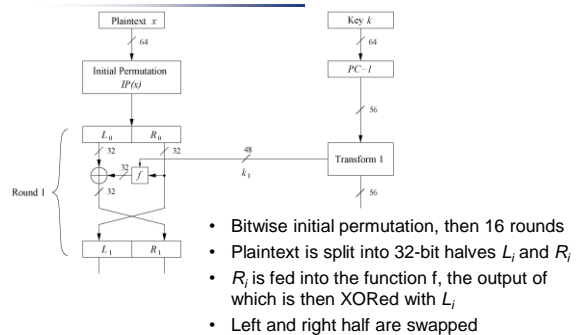 Plaintext x
Key k
64
64
Initial Permutation
IP(x)
PC−1
56
L0
R0
32
32
48
32
f
Transform 1
k1
32
56
Round 1
L1
R1
• Bitwise initial permutation, then 16 rounds
• Plaintext is split into 32-bit halves Li and Ri
• Ri is fed into the function f, the output of
which is then XORed with Li
• Left and right half are swapped